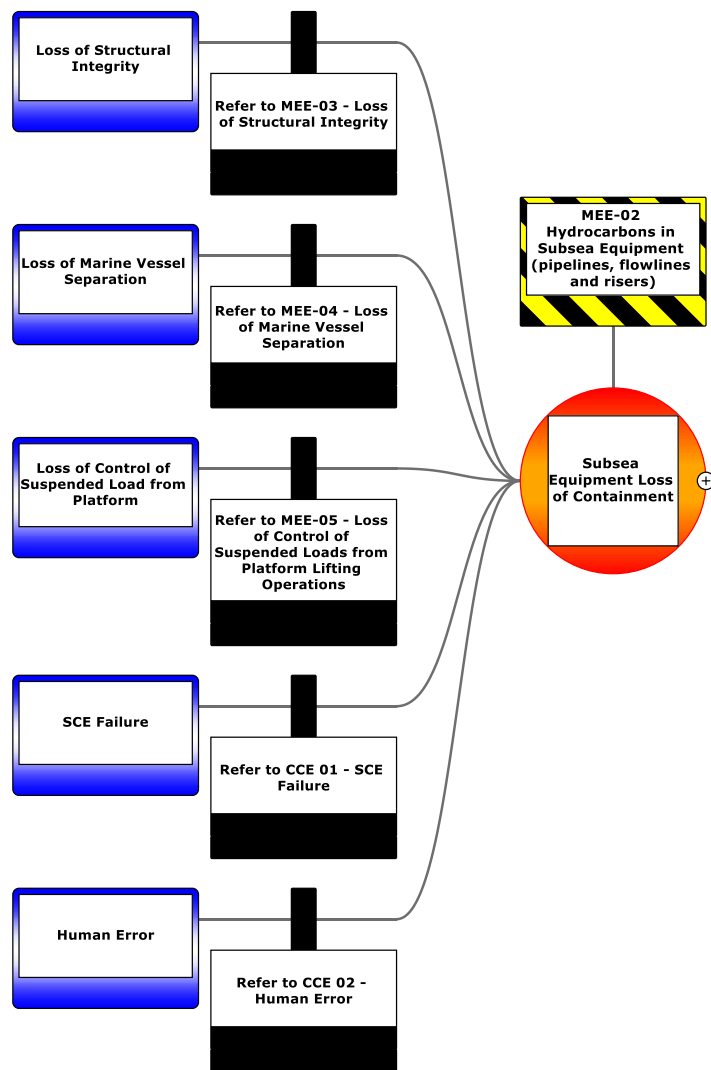 Loss of Structural
Integrity
Refer to MEE-03 - Loss
of Structural Integrity
MEE-02
Hydrocarbons in
Subsea Equipment
(pipelines, flowlines
and risers)
Loss of Marine Vessel
Separation
Refer to MEE-04 - Loss
of Marine Vessel
Separation
Loss of Control of
Suspended Load from
Platform
Refer to MEE-05 - Loss
of Control of
Suspended Loads from
Platform Lifting
Operations
Subsea
Equipment Loss
of Containment
+
SCE Failure
Refer to CCE 01 - SCE
Failure
Human Error
Refer to CCE 02 -
Human Error